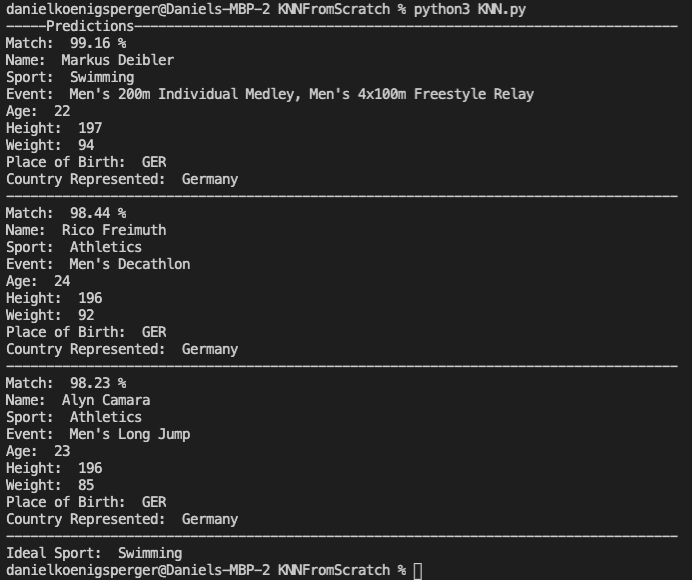 danielkoenigsperger@Daniels-MBP-2 KNNFromScratch % python3 KNN.py
-----Predictions--------------------------------------------------------------------
Match:  99.16 %
Name:  Markus Deibler
Sport:  Swimming
Event:  Men's 200m Individual Medley, Men's 4x100m Freestyle Relay
Age:  22
Height:  197
Weight:  94
Place of Birth:  GER
Country Represented:  Germany
------------------------------------------------------------------------------------
Match:  98.44 %
Name:  Rico Freimuth
Sport:  Athletics
Event:  Men's Decathlon
Age:  24
Height:  196
Weight:  92
Place of Birth:  GER
Country Represented:  Germany
------------------------------------------------------------------------------------
Match:  98.23 %
Name:  Alyn Camara
Sport:  Athletics
Event:  Men's Long Jump
Age:  23
Height:  196
Weight:  85
Place of Birth:  GER
Country Represented:  Germany
------------------------------------------------------------------------------------
Ideal Sport:  Swimming
danielkoenigsperger@Daniels-MBP-2 KNNFromScratch %